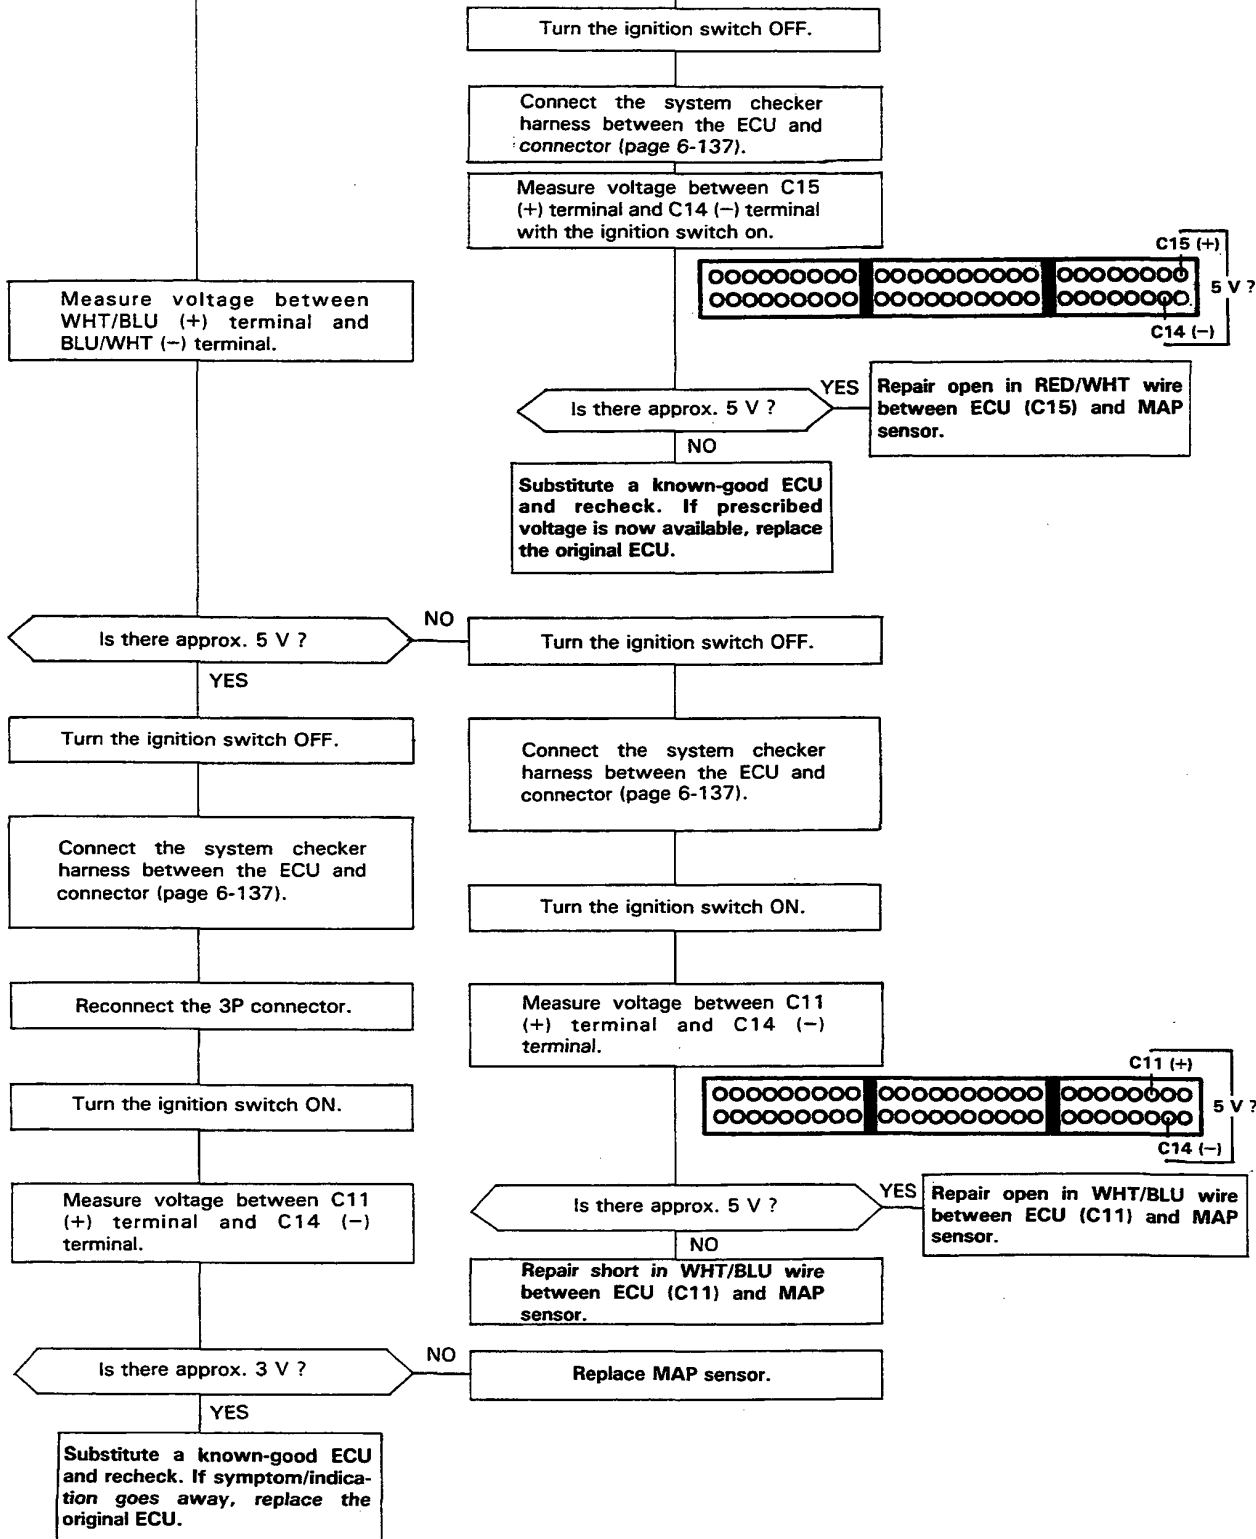 Turn the ignition switch OFF.
Connect the system checker
harness between the ECU and
connector (page 6-137).
Measure voltage between C15
(+) terminal and C14 (−) terminal
with the ignition switch on.
C15 (+)
5 V ?
C14 (−)
Measure voltage between
WHT/BLU (+) terminal and
BLU/WHT (−) terminal.
Is there approx. 5 V ?
YES
Repair open in RED/WHT wire
between ECU (C15) and MAP
sensor.
NO
Substitute a known-good ECU
and recheck. If prescribed
voltage is now available, replace
the original ECU.
Is there approx. 5 V ?
NO
Turn the ignition switch OFF.
YES
Turn the ignition switch OFF.
Connect the system checker
harness between the ECU and
connector (page 6-137).
Connect the system checker
harness between the ECU and
connector (page 6-137).
Turn the ignition switch ON.
Reconnect the 3P connector.
Measure voltage between C11
(+) terminal and C14 (−)
terminal.
C11 (+)
5 V ?
C14 (−)
Turn the ignition switch ON.
Measure voltage between C11
(+) terminal and C14 (−)
terminal.
Is there approx. 5 V ?
YES
Repair open in WHT/BLU wire
between ECU (C11) and MAP
sensor.
NO
Repair short in WHT/BLU wire
between ECU (C11) and MAP
sensor.
Is there approx. 3 V ?
NO
Replace MAP sensor.
YES
Substitute a known-good ECU
and recheck. If symptom/indica-
tion goes away, replace the
original ECU.